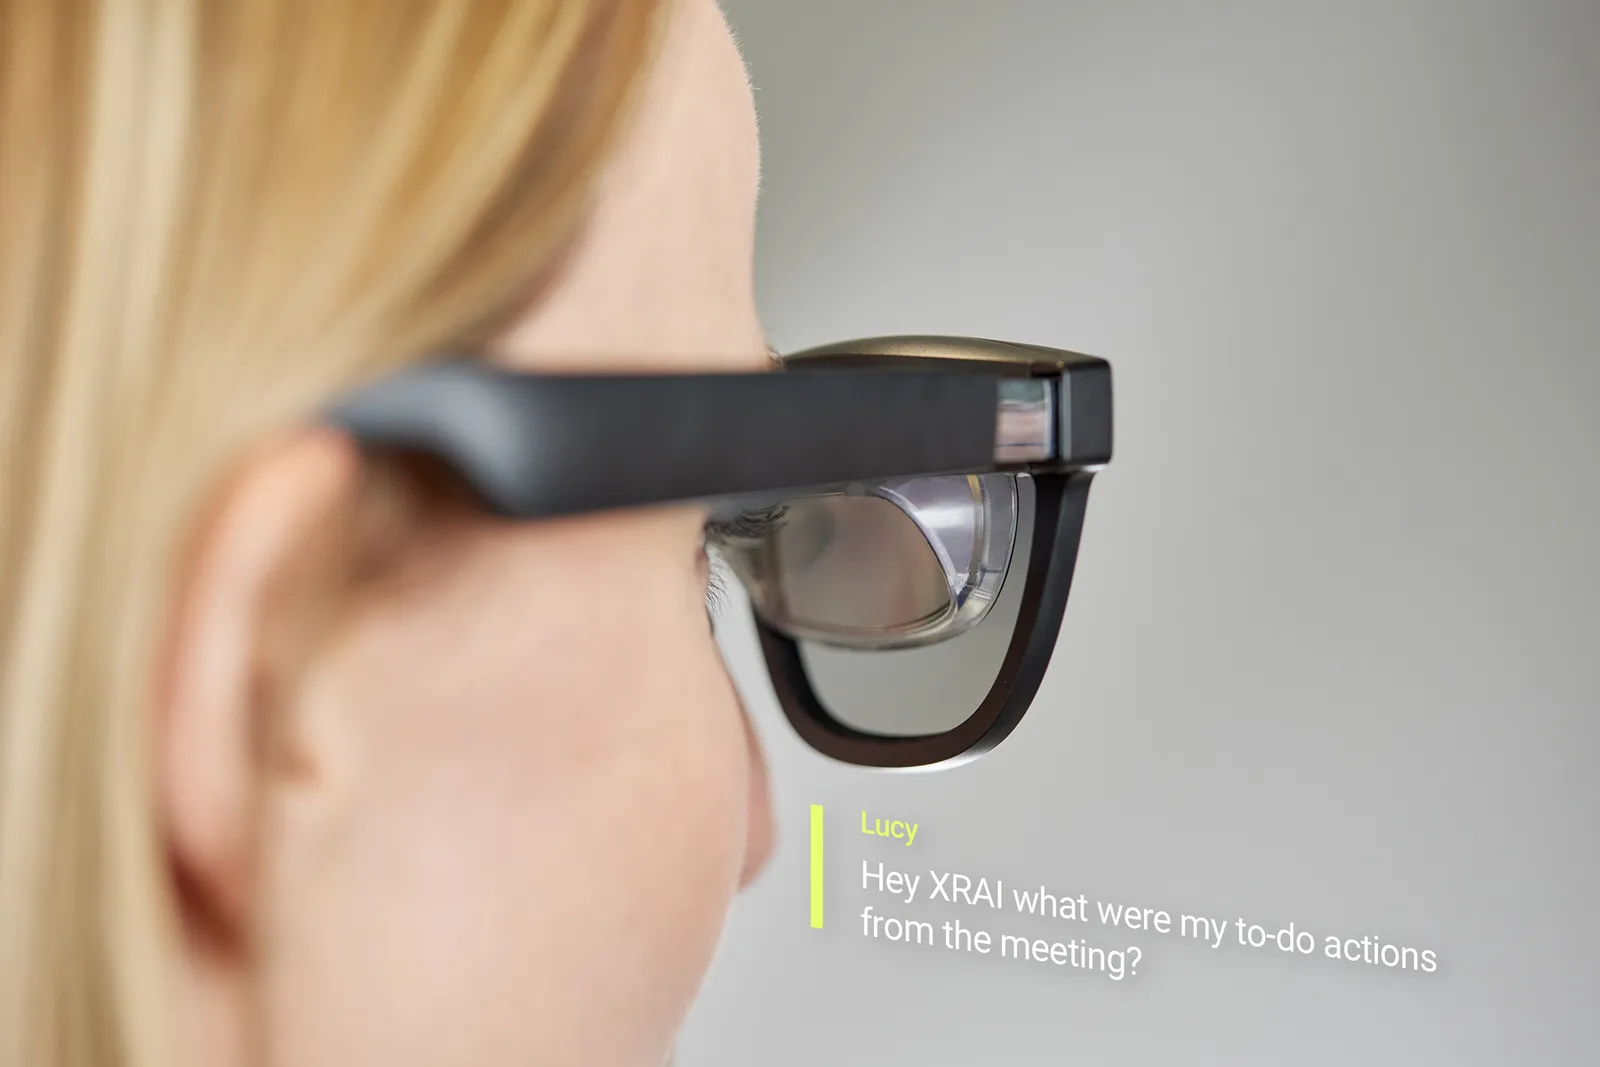 Lucy
Hey XRAI what were my to-do actions
from the meeting?